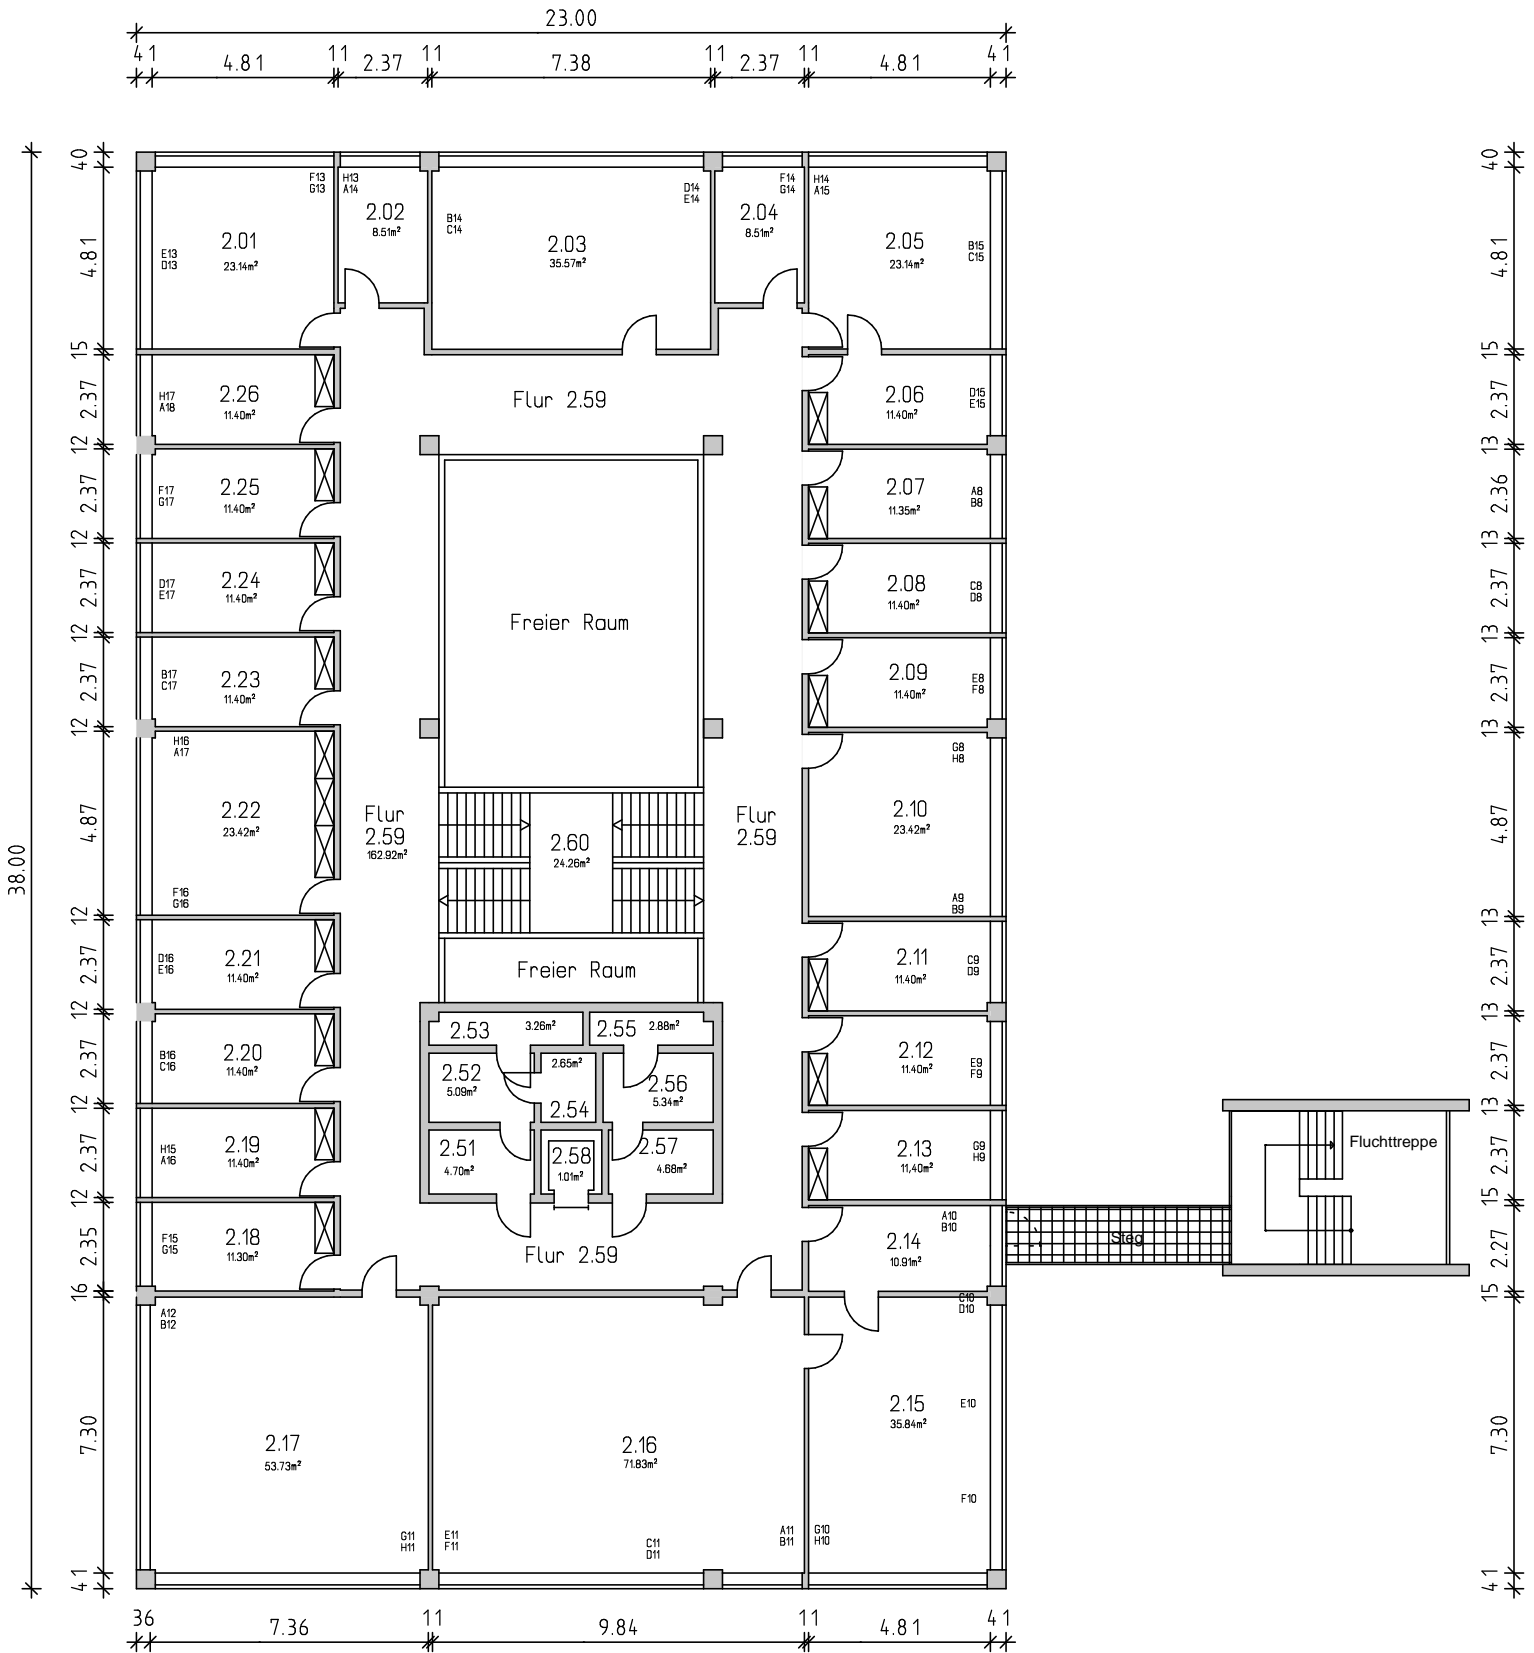 23.00
41 4.81 11 2.37 11 7.38 11 2.37 11 4.81 41
38.00
40
4.81
15
2.37
12
2.37
12
2.37
12
2.37
12
4.87
12
2.37
12
2.37
12
2.37
12
2.35
16
7.30
41
F13
G13
E13
D13
2.01
23.14m²
H13
A14
2.02
8.51m²
B14
C14
2.03
35.57m²
D14
E14
F14
G14
2.04
8.51m²
H14
A15
2.05
23.14m²
B15
C15
H17
A18
2.26
11.40m²
Flur 2.59
2.06
11.40m²
D15
E15
F17
G17
2.25
11.40m²
2.07
11.35m²
A8
B8
D17
E17
2.24
11.40m²
Freier Raum
2.08
11.40m²
C8
D8
B17
C17
2.23
11.40m²
2.09
11.40m²
E8
F8
H16
A17
2.22
23.42m²
F16
G16
Flur
2.59
162.92m²
2.60
24.26m²
Flur
2.59
G8
H8
2.10
23.42m²
A9
B9
D16
E16
2.21
11.40m²
Freier Raum
2.11
11.40m²
C9
D9
B16
C16
2.20
11.40m²
2.53 3.26m²
2.55 2.88m²
2.52
5.09m²
2.65m²
2.54
2.56
5.34m²
2.12
11.40m²
E9
F9
H15
A16
2.19
11.40m²
2.51
4.70m²
2.58
1.01m²
2.57
4.68m²
2.13
11.40m²
G9
H9
Fluchttreppe
F15
G15
2.18
11.30m²
Flur 2.59
2.14
10.91m²
A10
B10
Steg
A12
B12
2.17
53.73m²
G11
H11
E11
F11
2.16
71.83m²
C11
D11
A11
B11
C10
D10
2.15
35.84m²
E10
F10
G10
H10
40
4.81
15
2.37
13
2.36
13
2.37
13
2.37
13
4.87
13
2.37
13
2.37
13
2.37
15
2.27
15
7.30
41
36 7.36 11 9.84 11 4.81 41